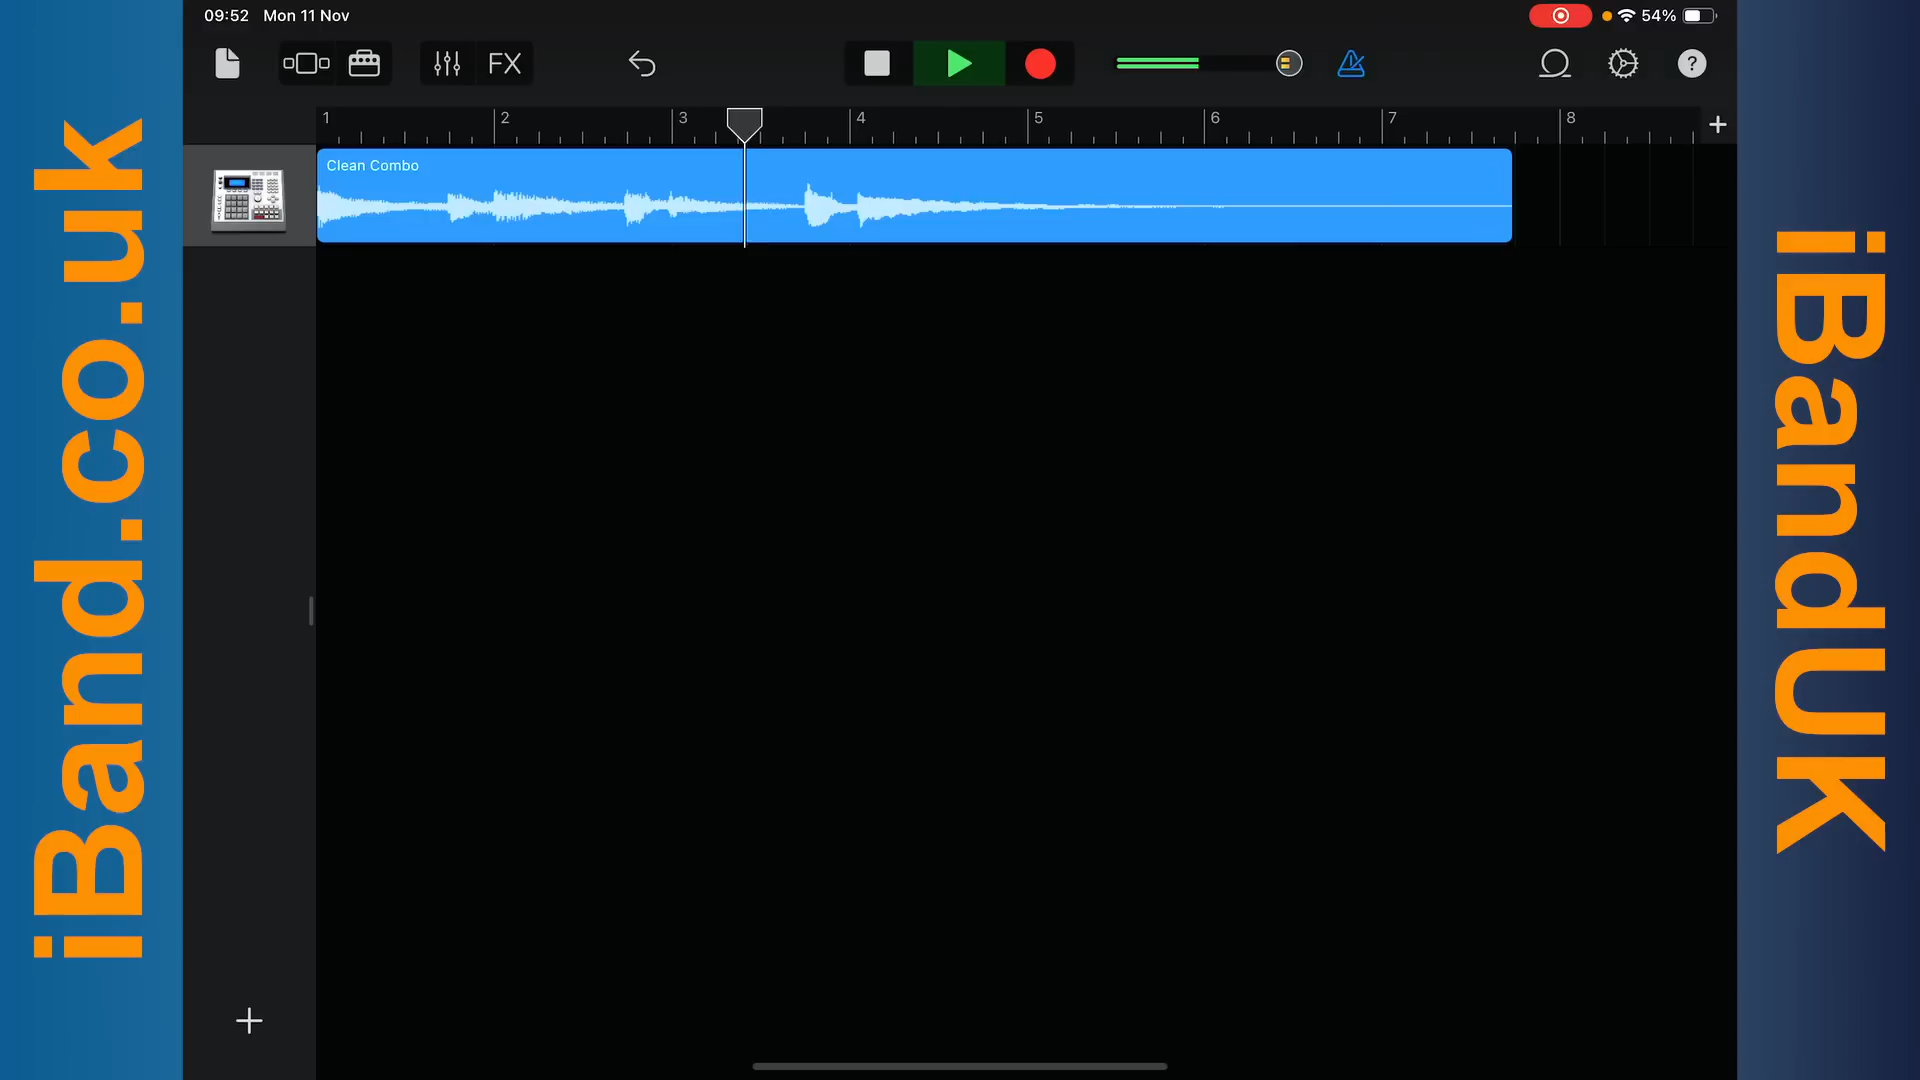 09:52 Mon 11 Nov
54%
FX
?
1 2 3 4 5 6 7 8
Clean Combo
iBand.co.uk
iBandUK